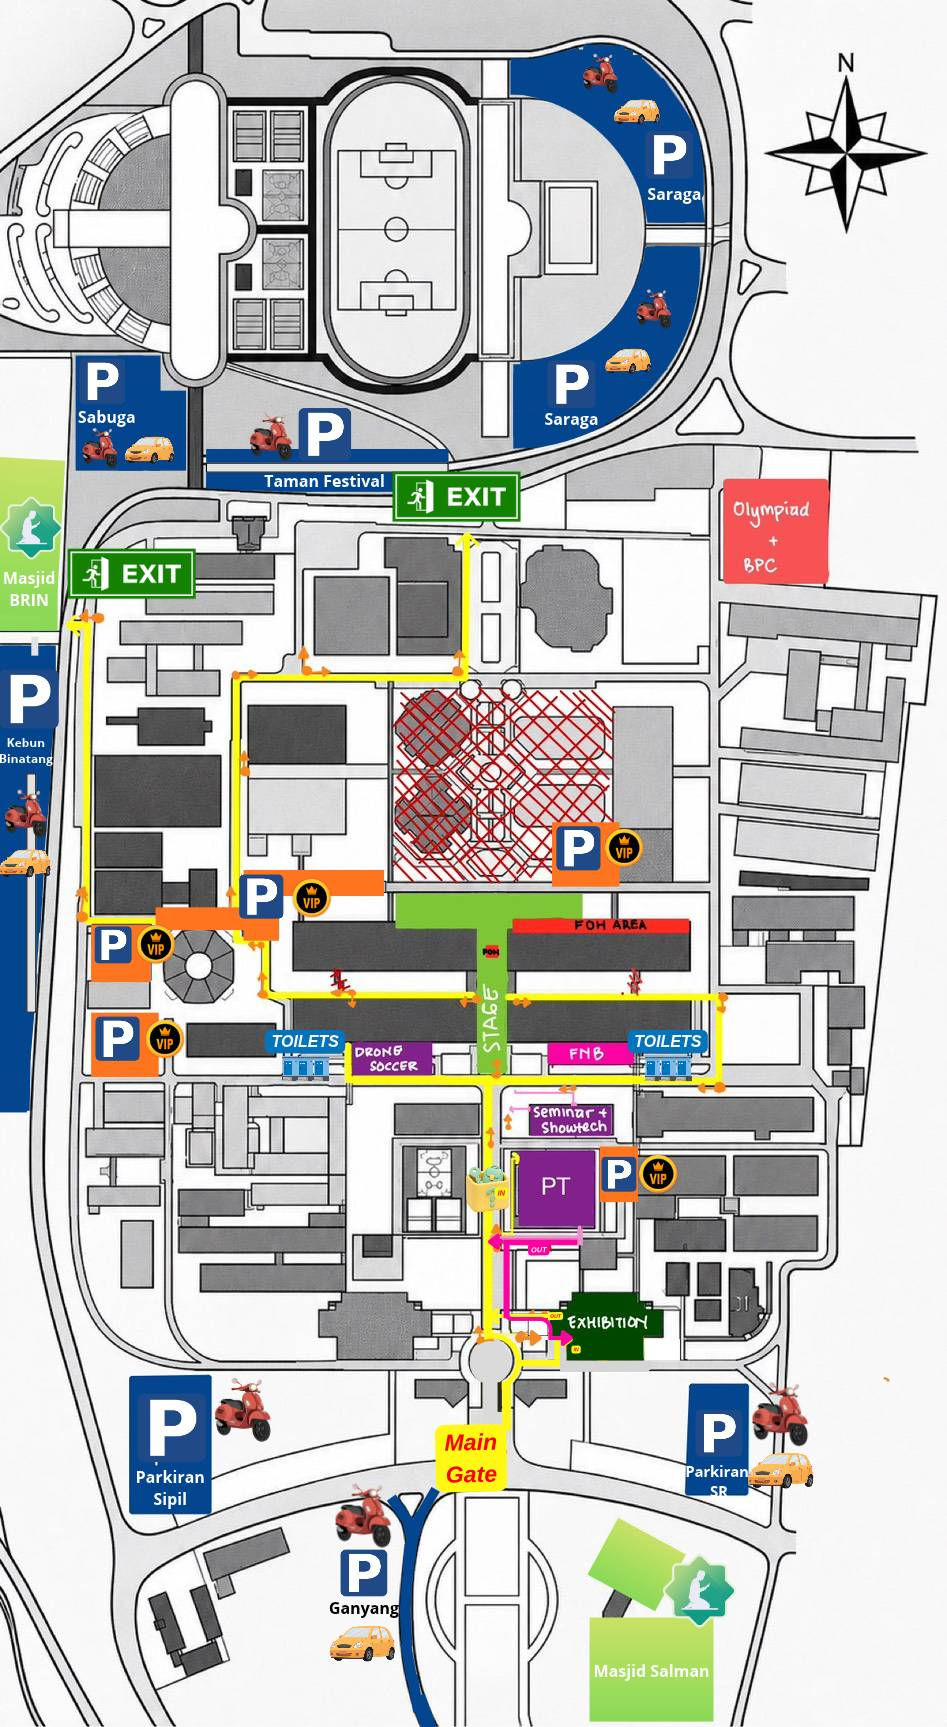 N
P
Saraga
P
Saraga
P
Sabuga
P
Taman Festival
EXIT
EXIT
Olympiad
+
BPC
Masjid
BRIN
P
Kebun
Binatang
P VIP
P VIP
P VIP
P VIP
FOH AREA
FOH
STAGE
TOILETS
TOILETS
DRONE
SOCCER
FNB
Seminar +
Showtech
PT
P VIP
IN
OUT
OUT
EXHIBITION
IN
P
Parkiran
Sipil
Main
Gate
P
Parkiran
SR
P
Ganyang
Masjid Salman